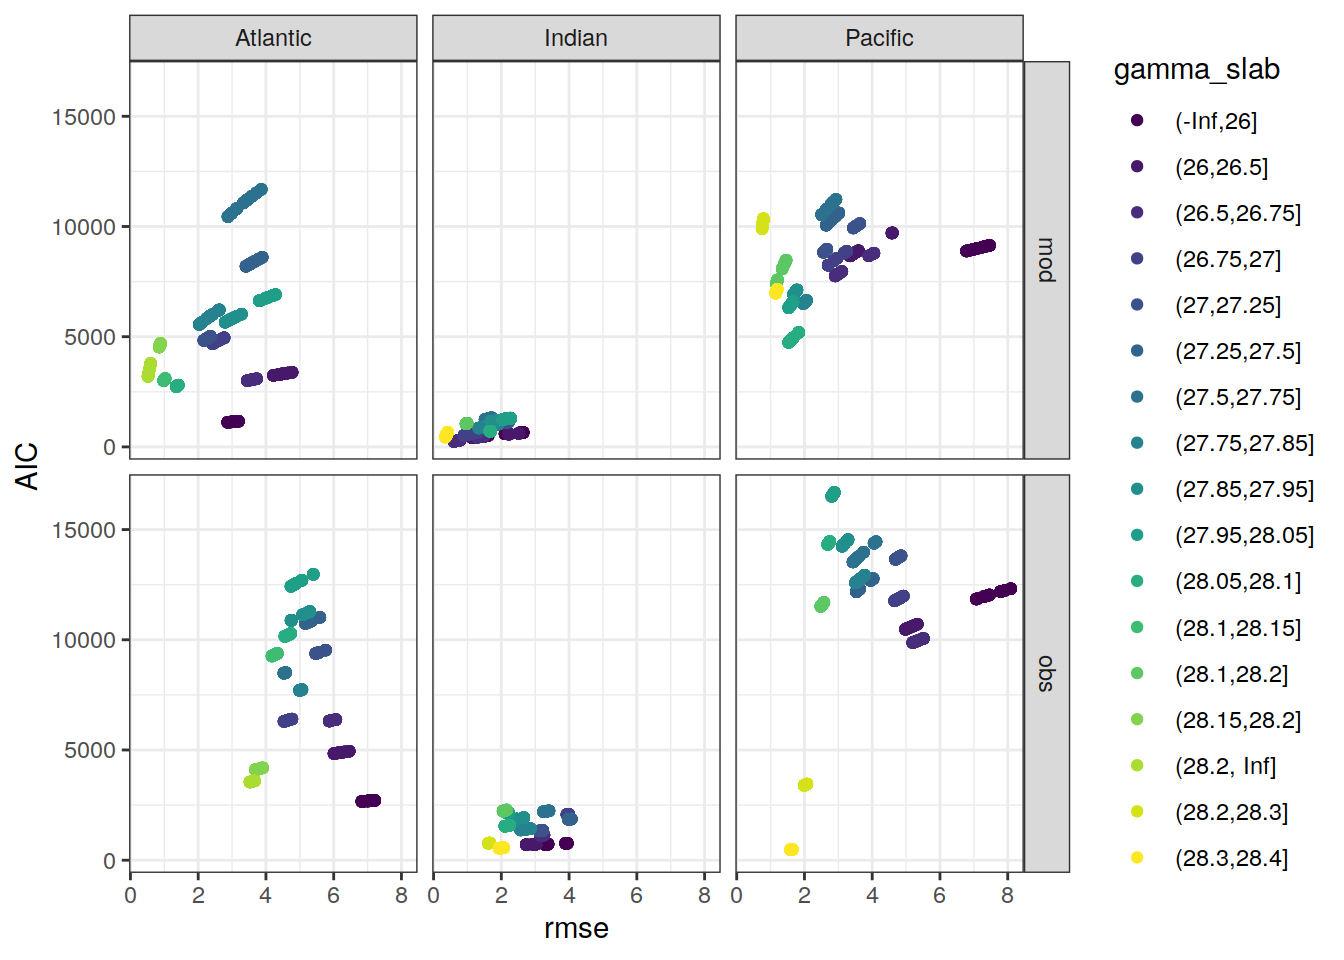 Atlantic Indian Pacific
gamma_slab
(-Inf,26]
(26,26.5]
(26.5,26.75]
(26.75,27]
(27,27.25]
(27.25,27.5]
(27.5,27.75]
(27.75,27.85]
(27.85,27.95]
(27.95,28.05]
(28.05,28.1]
(28.1,28.15]
(28.1,28.2]
(28.15,28.2]
(28.2, Inf]
(28.2,28.3]
(28.3,28.4]
15000
10000
5000
0
mod
AIC
15000
10000
5000
0
obs
0 2 4 6 8 0 2 4 6 8 0 2 4 6 8
rmse